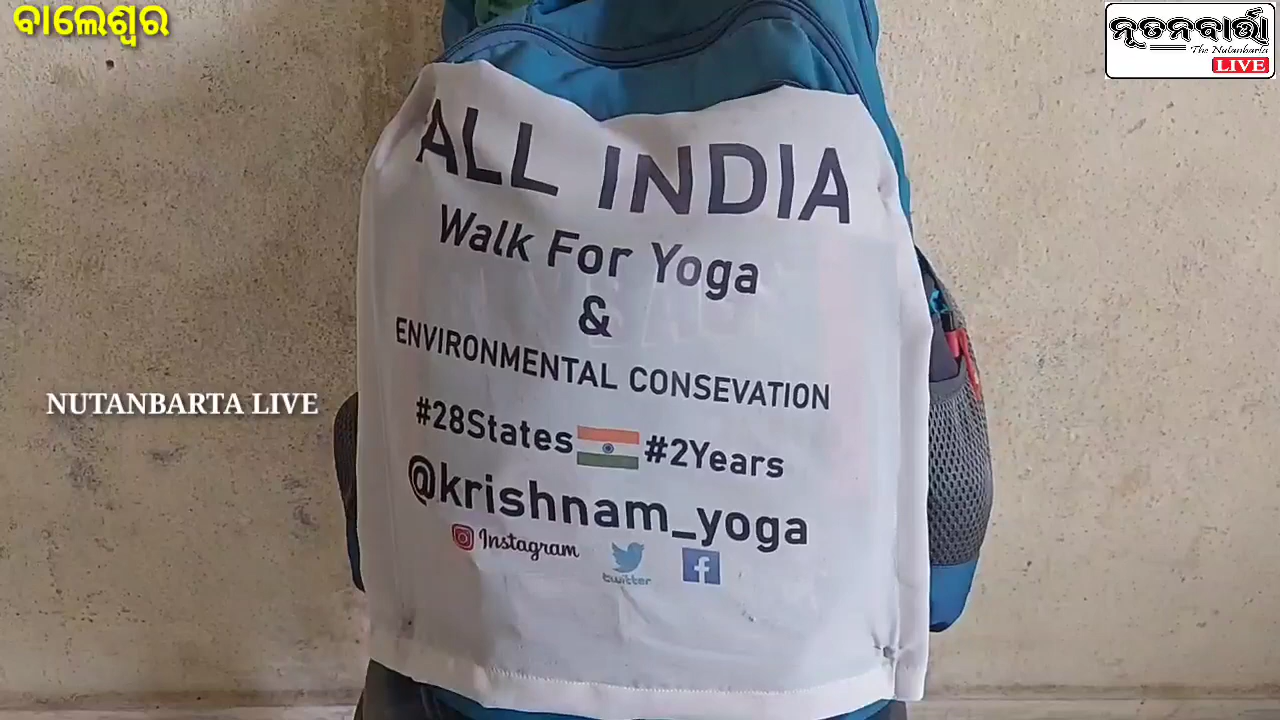 ବାଲେଶ୍ୱର
ନୂତନବାର୍ତ୍ତା
The Nutanbarta
LIVE
ALL INDIA
Walk For Yoga
&
ENVIRONMENTAL CONSEVATION
#28States #2Years
@krishnam_yoga
Instagram
twitter
f
NUTANBARTA LIVE